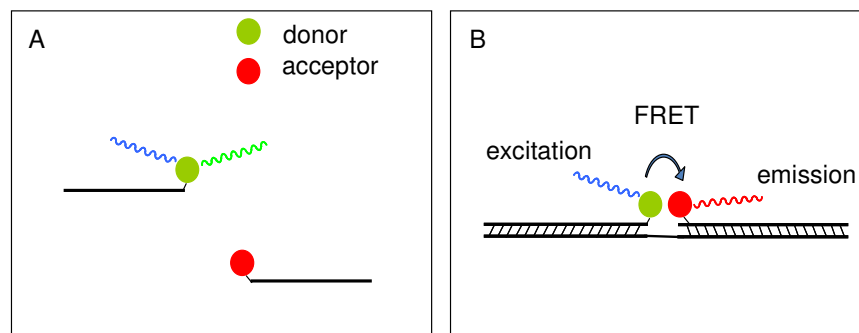 A
donor
acceptor
B
FRET
excitation
emission